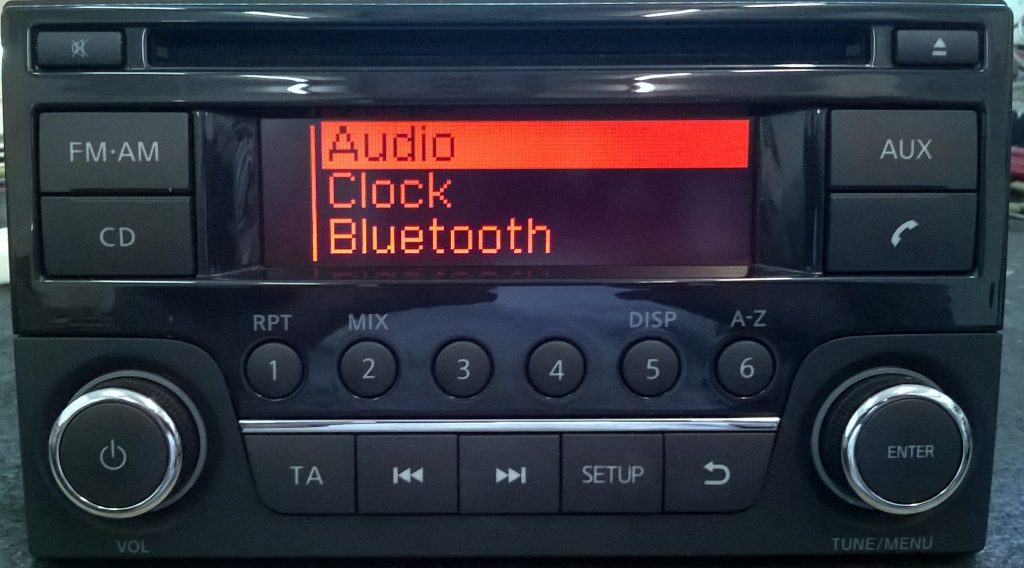 FM·AM
CD
Audio
Clock
Bluetooth
AUX
RPT MIX DISP A-Z
1 2 3 4 5 6
TA SETUP
ENTER
VOL
TUNE/MENU